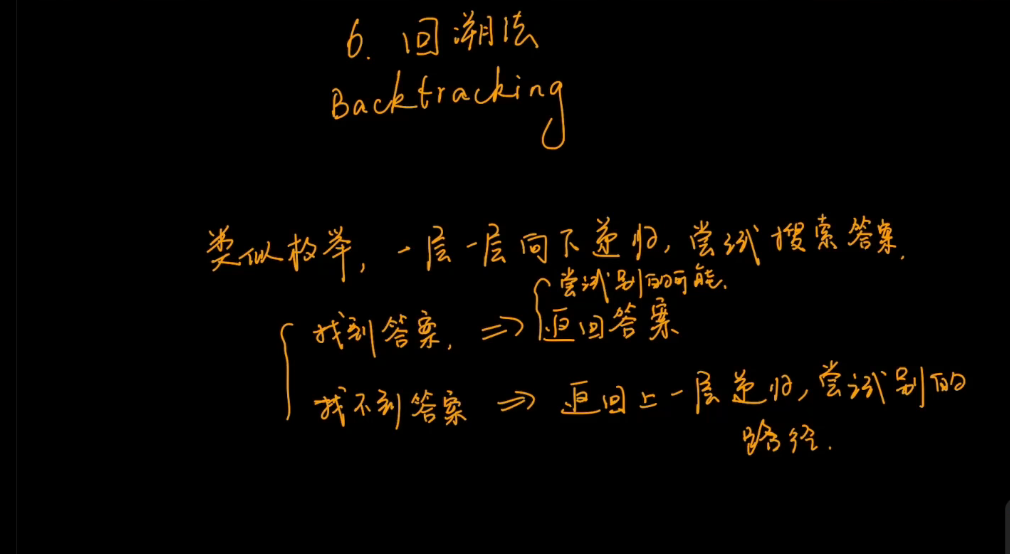 6. 回溯法
Backtracking
类似枚举, 一层一层向下递归, 尝试搜索答案.
尝试别的可能.
找到答案, ⇒ 返回答案
找不到答案 ⇒ 返回上一层递归, 尝试别的
路径.